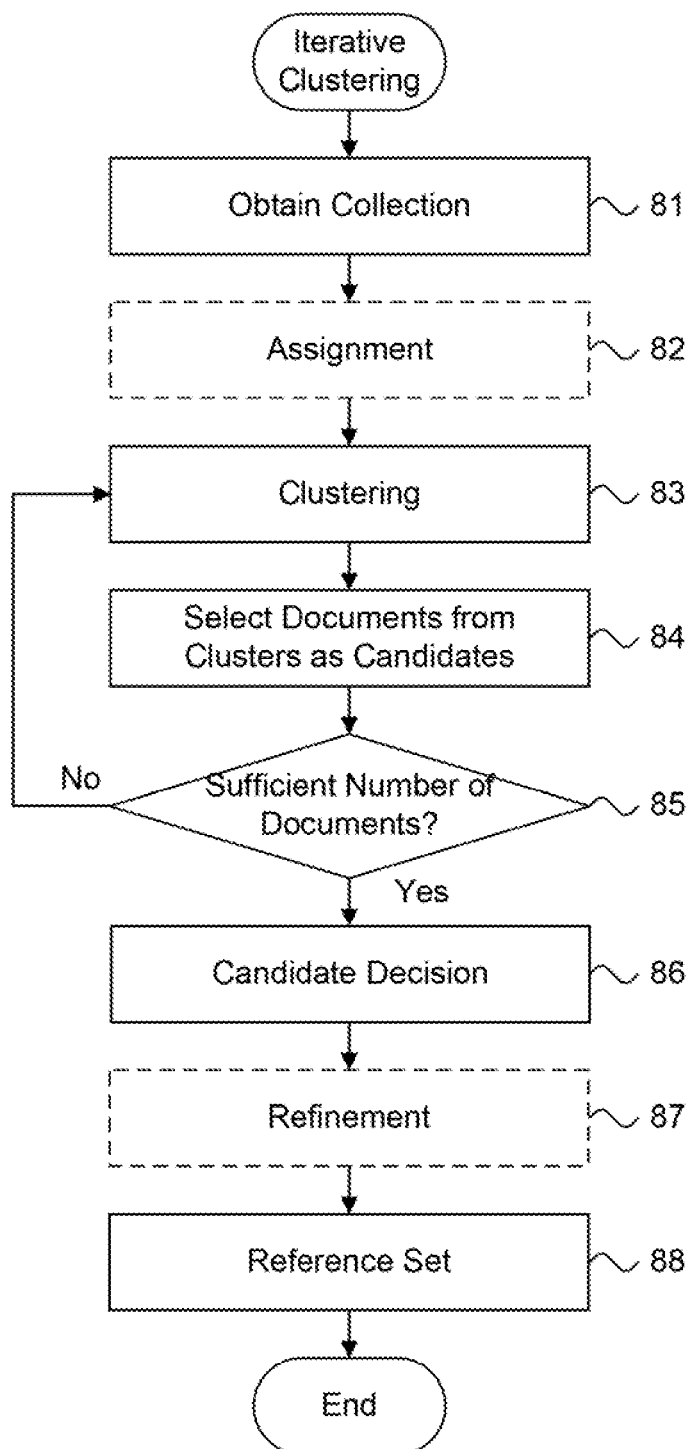 Iterative
Clustering
Obtain Collection
81
Assignment
82
Clustering
83
Select Documents from
Clusters as Candidates
84
Sufficient Number of
Documents?
85
No
Yes
Candidate Decision
86
Refinement
87
Reference Set
88
End